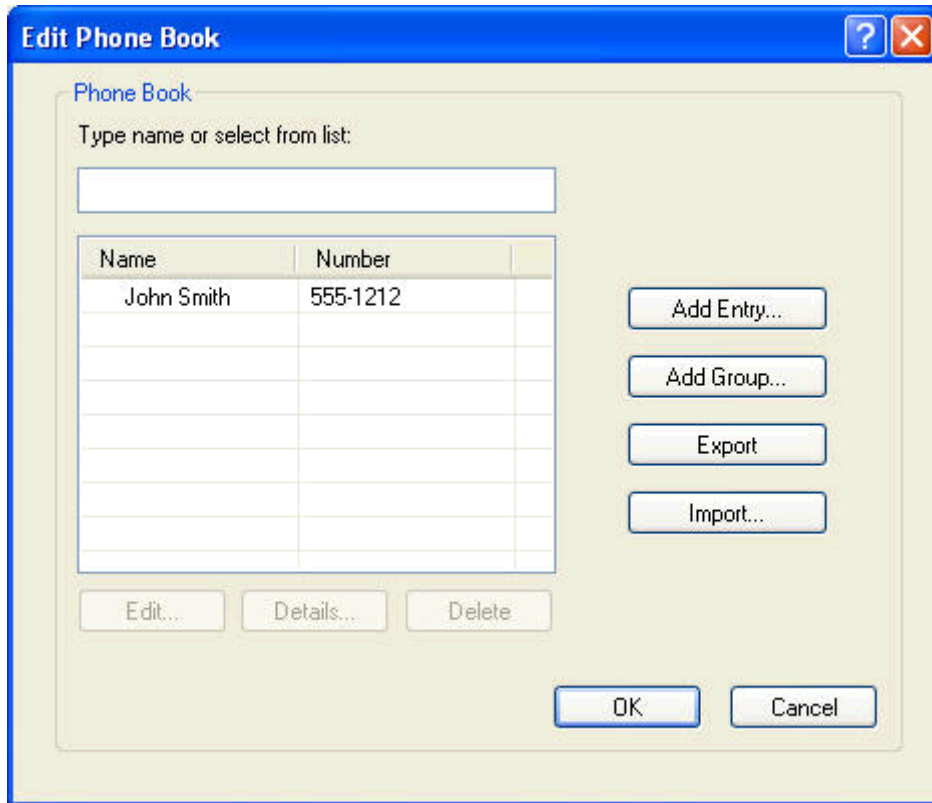 Edit Phone Book
?
Phone Book
Type name or select from list:
Name Number
John Smith 555-1212
Add Entry...
Add Group...
Export
Import...
Edit... Details... Delete
OK Cancel